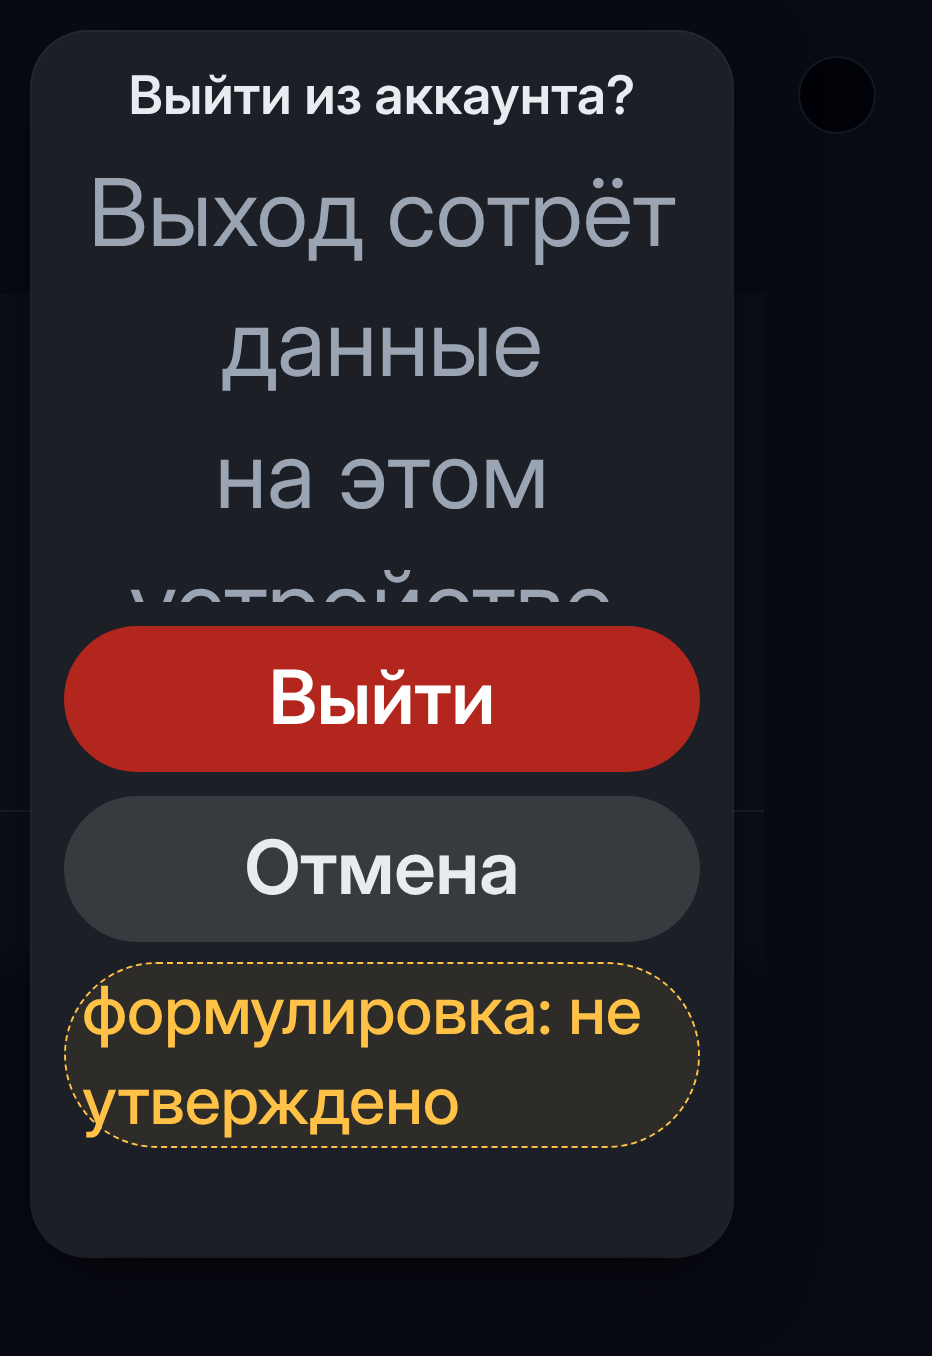 Выйти из аккаунта?
Выход сотрёт
данные
на этом
Выйти
Отмена
формулировка: не
утверждено